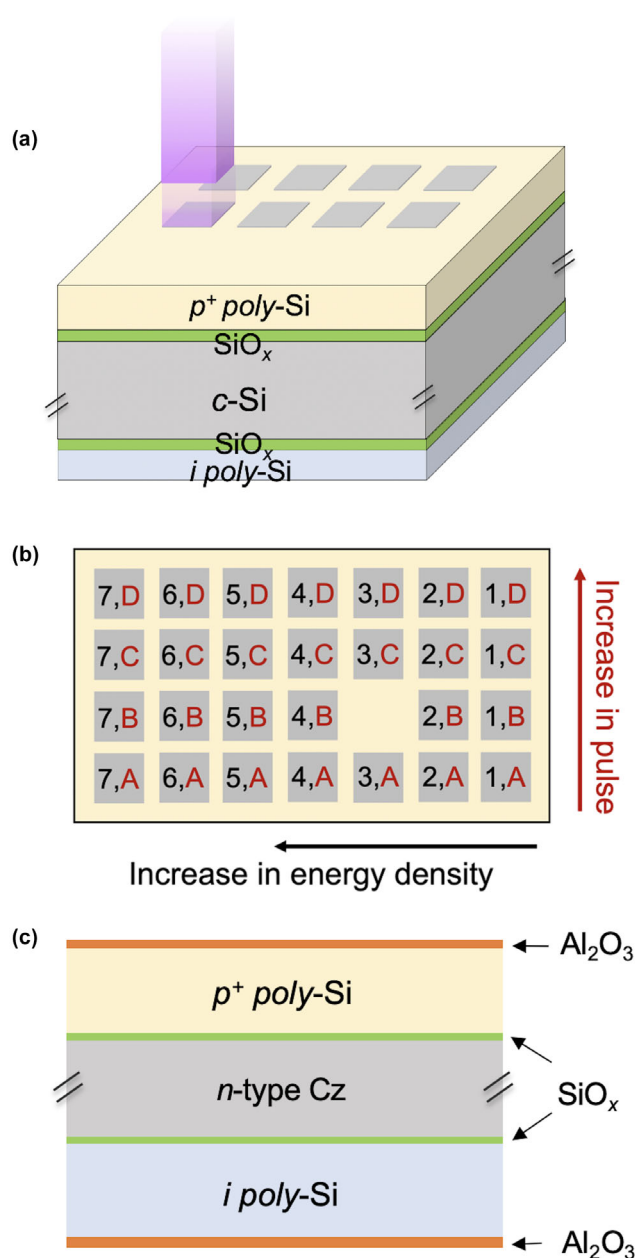 (a)
p+ poly-Si
SiOx
c-Si
SiOx
i poly-Si
(b)
7,D 6,D 5,D 4,D 3,D 2,D 1,D
7,C 6,C 5,C 4,C 3,C 2,C 1,C
7,B 6,B 5,B 4,B 2,B 1,B
7,A 6,A 5,A 4,A 3,A 2,A 1,A
Increase in pulse
Increase in energy density
(c)
Al2O3
p+ poly-Si
n-type Cz
SiOx
i poly-Si
Al2O3